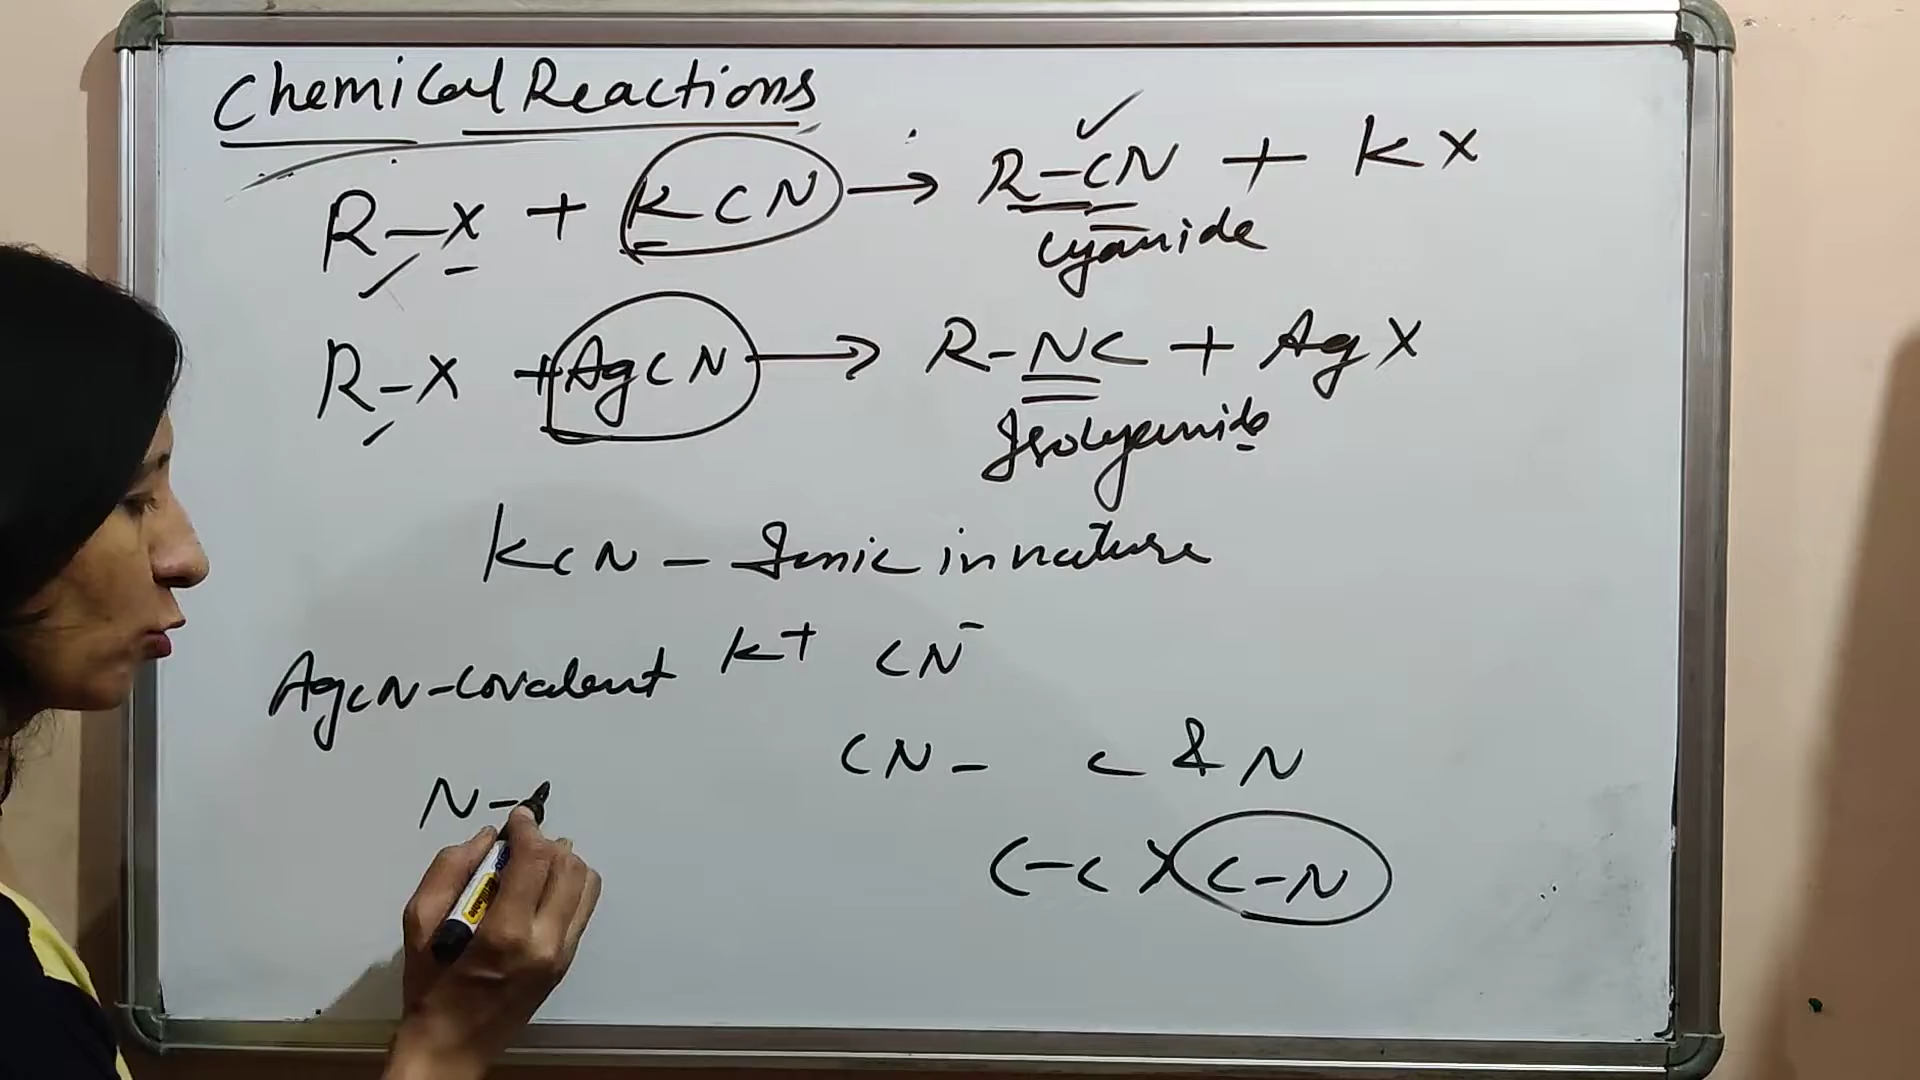 Chemical Reactions
R-X + KCN → R-CN + KX
Cyanide
R-X + AgCN → R-NC + AgX
Isocyanide
KCN - Ionic in nature
K+ CN-
AgCN-Covalent
CN- C & N
N-
C-C > C-N